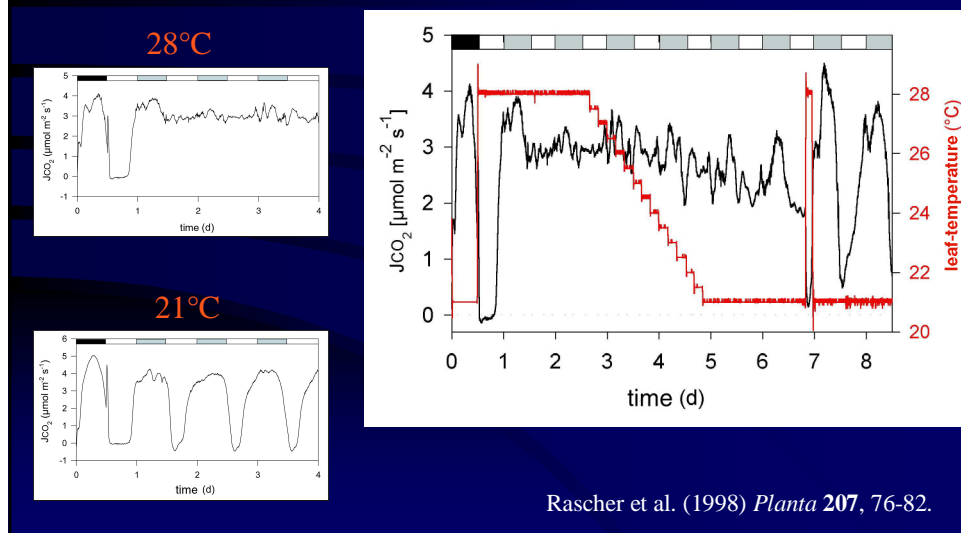 28°C
5
4
3
2
1
0
-1
JCO₂ (µmol m⁻² s⁻¹)
0 1 2 3 4
time (d)
21°C
6
5
4
3
2
1
0
-1
JCO₂ (µmol m⁻² s⁻¹)
0 1 2 3 4
time (d)
5
4
3
2
1
0
JCO₂ [µmol m⁻² s⁻¹]
28
26
24
22
20
leaf-temperature (°C)
0 1 2 3 4 5 6 7 8
time (d)
Rascher et al. (1998) Planta 207, 76-82.